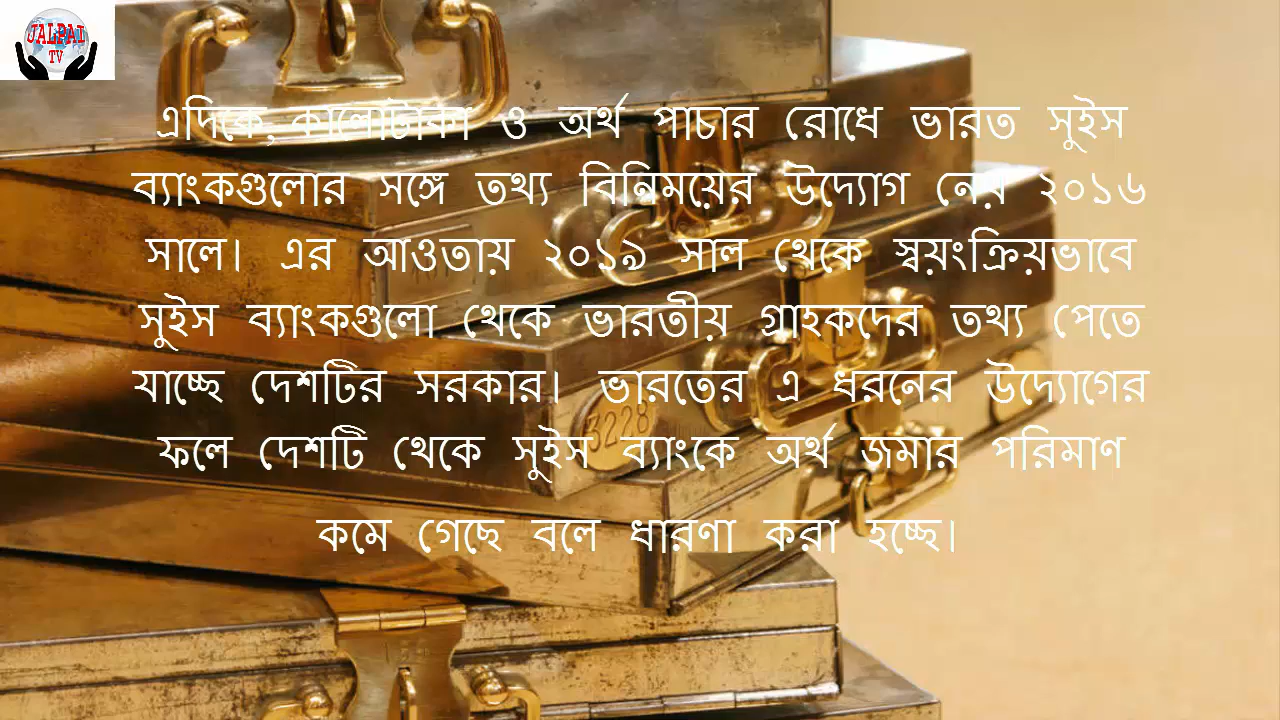 JALPAI
TV
এদিকে, কালোটাকা ও অর্থ পাচার রোধে ভারত সুইস
ব্যাংকগুলোর সঙ্গে তথ্য বিনিময়ের উদ্যোগ নেয় ২০১৬
সালে। এর আওতায় ২০১৯ সাল থেকে স্বয়ংক্রিয়ভাবে
সুইস ব্যাংকগুলো থেকে ভারতীয় গ্রাহকদের তথ্য পেতে
যাচ্ছে দেশটির সরকার। ভারতের এ ধরনের উদ্যোগের
3228
ফলে দেশটি থেকে সুইস ব্যাংকে অর্থ জমার পরিমাণ
কমে গেছে বলে ধারণা করা হচ্ছে।